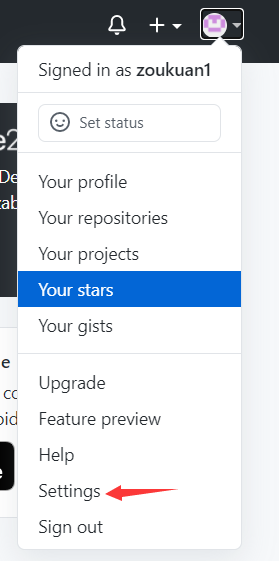 Signed in as zoukuan1
Set status
Your profile
Your repositories
Your projects
Your stars
Your gists
Upgrade
Feature preview
Help
Settings
Sign out